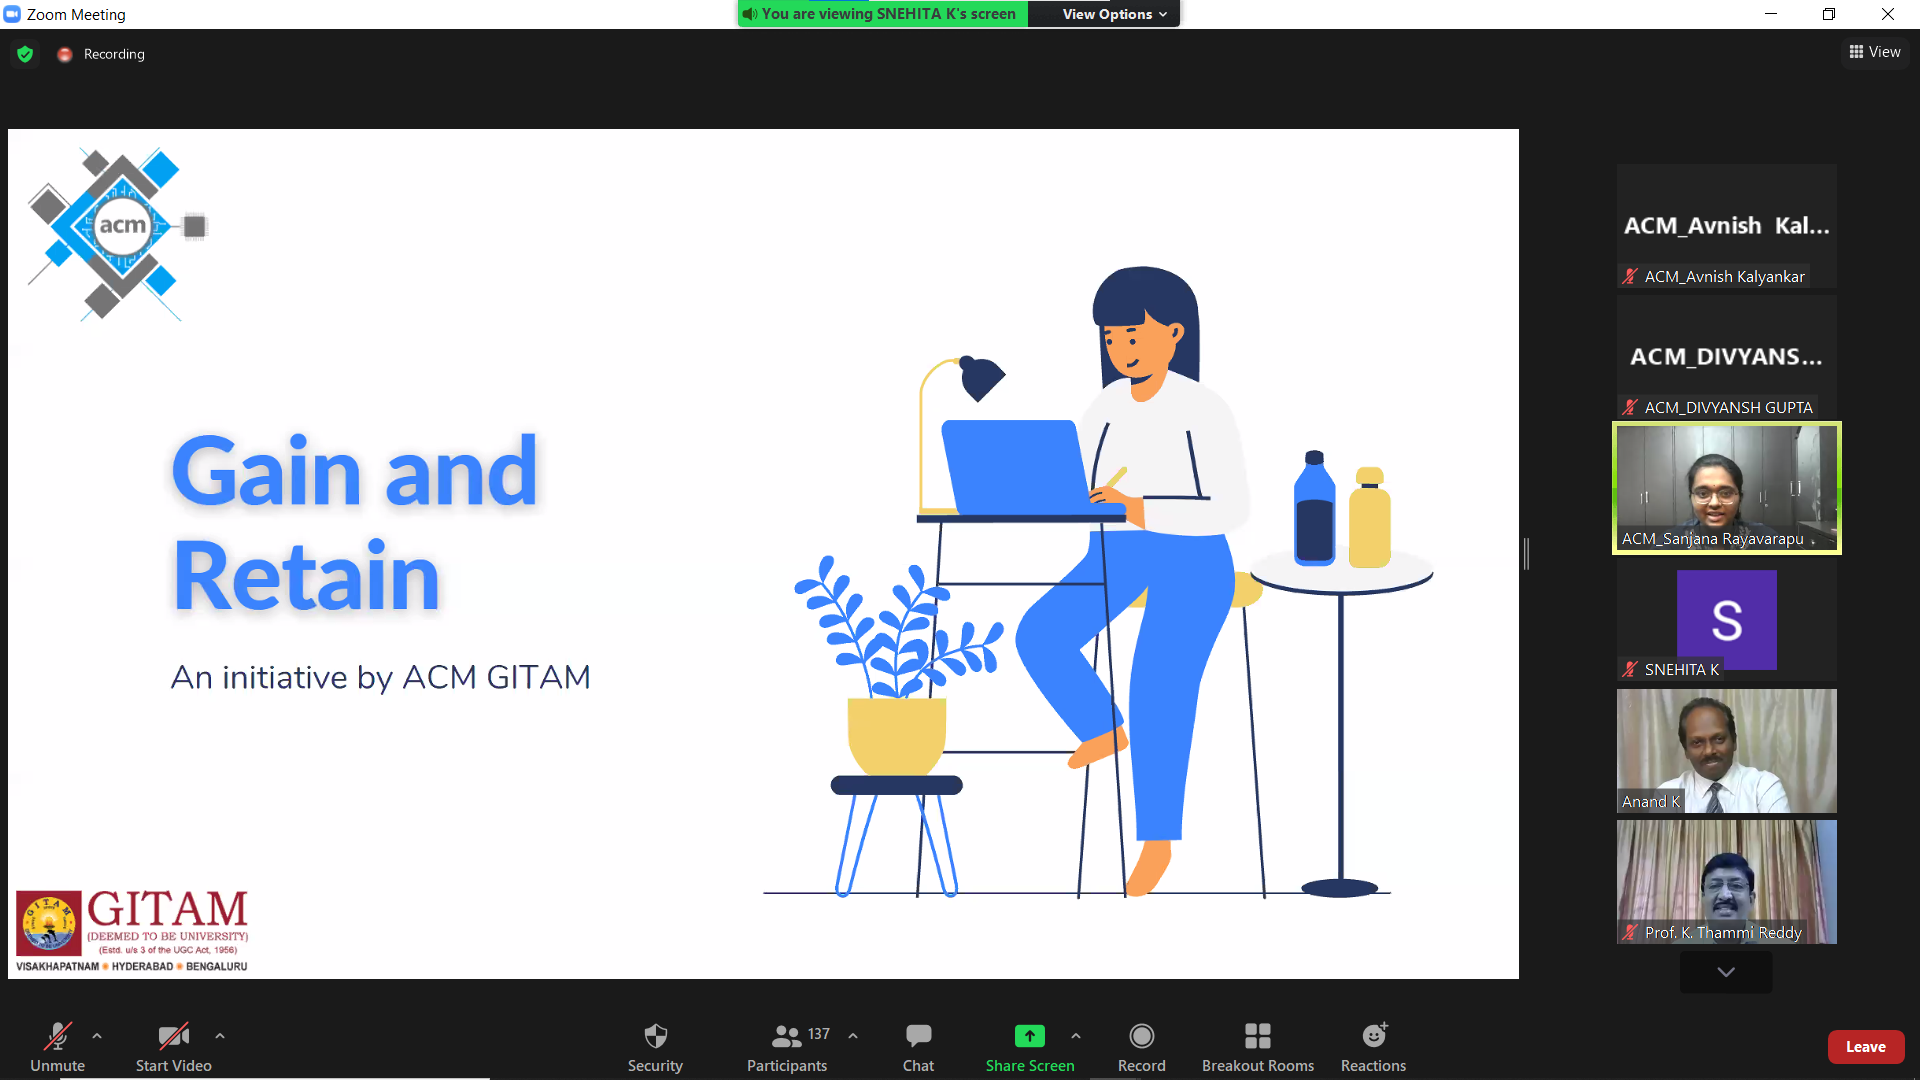 Zoom Meeting
You are viewing SNEHITA K's screen
View Options
Recording
View
acm
Gain and
Retain
An initiative by ACM GITAM
GITAM
(DEEMED TO BE UNIVERSITY)
(Estd. u/s 3 of the UGC Act, 1956)
VISAKHAPATNAM HYDERABAD BENGALURU
ACM_Avnish Kal...
ACM_Avnish Kalyankar
ACM_DIVYANS...
ACM_DIVYANSH GUPTA
ACM_Sanjana Rayavarapu
S
SNEHITA K
Anand K
Prof. K. Thammi Reddy
Unmute
Start Video
Security
137
Participants
Chat
Share Screen
Record
Breakout Rooms
Reactions
Leave